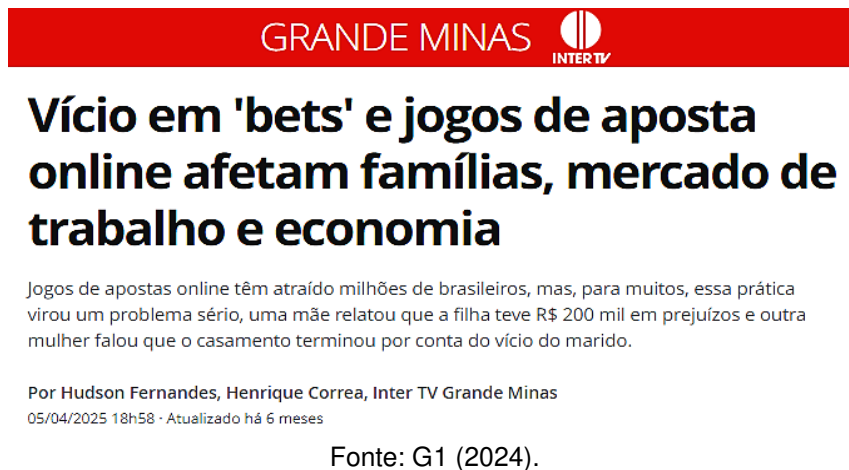 GRANDE MINAS
INTER TV
Vício em 'bets' e jogos de aposta
online afetam famílias, mercado de
trabalho e economia
Jogos de apostas online têm atraído milhões de brasileiros, mas, para muitos, essa prática
virou um problema sério, uma mãe relatou que a filha teve R$ 200 mil em prejuízos e outra
mulher falou que o casamento terminou por conta do vício do marido.
Por Hudson Fernandes, Henrique Correa, Inter TV Grande Minas
05/04/2025 18h58 · Atualizado há 6 meses
Fonte: G1 (2024).